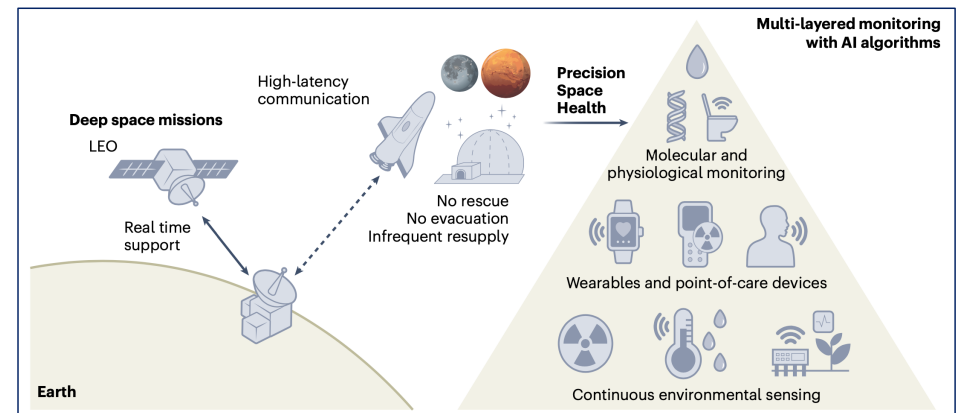 Deep space missions
LEO
Real time
support
Earth
High-latency
communication
No rescue
No evacuation
Infrequent resupply
Precision
Space
Health
Multi-layered monitoring
with AI algorithms
Molecular and
physiological monitoring
Wearables and point-of-care devices
Continuous environmental sensing